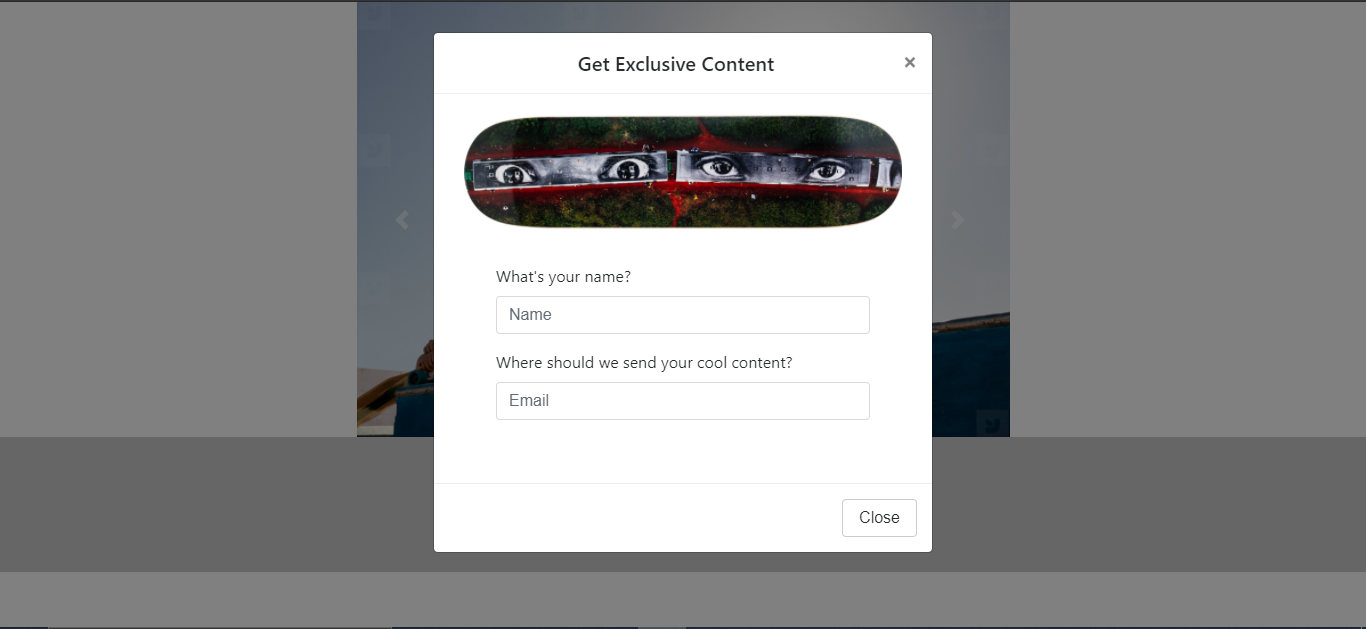 Get Exclusive Content
×
What's your name?
Name
Where should we send your cool content?
Email
Close